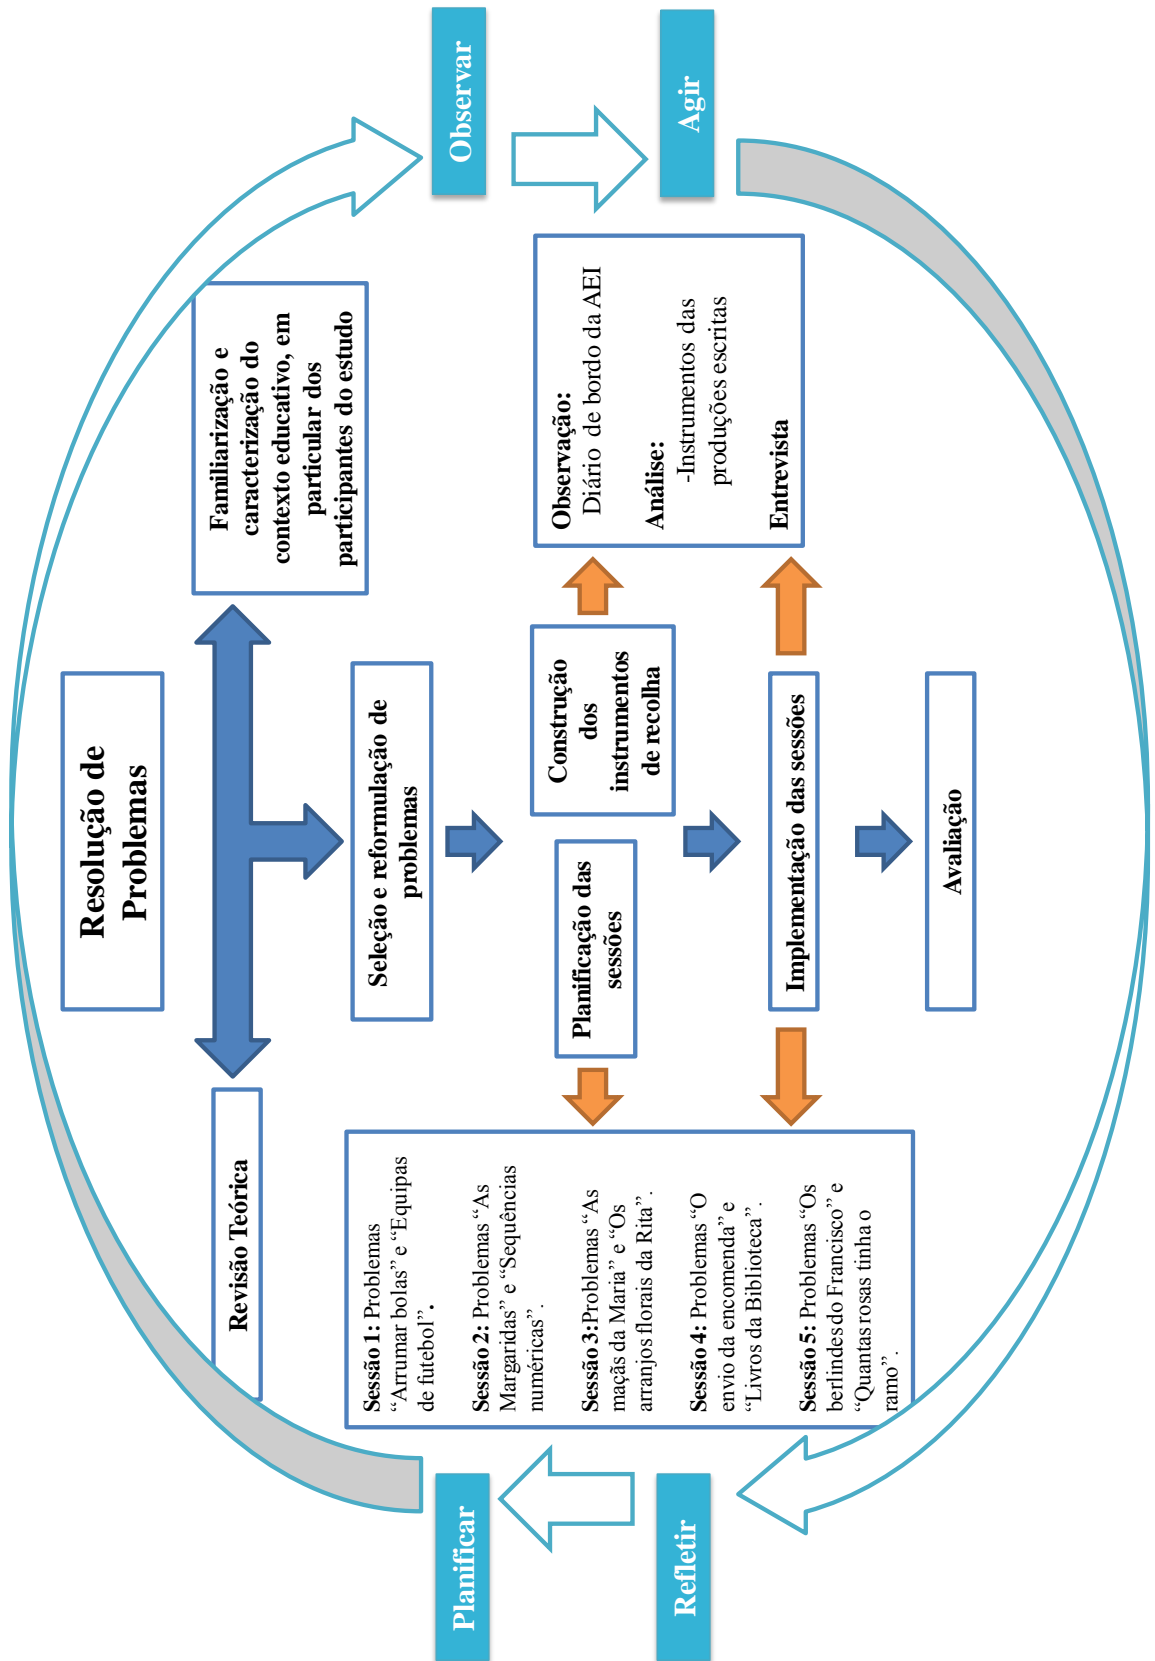 Resolução de
Problemas
Revisão Teórica
Familiarização e
caracterização do
contexto educativo, em
particular dos
participantes do estudo
Seleção e reformulação de
problemas
Planificar
Observar
Sessão 1: Problemas
“Arrumar bolas” e “Equipas
de futebol”.
Sessão 2: Problemas “As
Margaridas” e “Sequências
numéricas”.
Sessão 3:Problemas “As
maçãs da Maria” e “Os
arranjos florais da Rita”.
Sessão 4: Problemas “O
envio da encomenda” e
“Livros da Biblioteca”.
Sessão 5: Problemas “Os
berlindes do Francisco” e
“Quantas rosas tinha o
ramo”.
Planificação das
sessões
Construção
dos
instrumentos
de recolha
Observação:
Diário de bordo da AEI
Análise:
-Instrumentos das
produções escritas
Entrevista
Refletir
Agir
Implementação das sessões
Avaliação